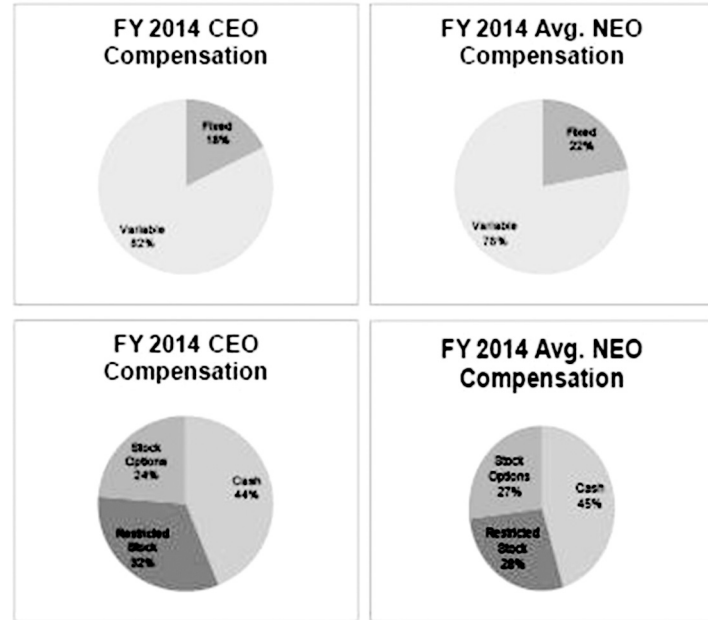 FY 2014 CEO
Compensation
Fixed
18%
Variable
82%
FY 2014 Avg. NEO
Compensation
Fixed
22%
Variable
78%
FY 2014 CEO
Compensation
Stock
Options
24%
Cash
44%
Restricted
Stock
32%
FY 2014 Avg. NEO
Compensation
Stock
Options
27%
Cash
45%
Restricted
Stock
28%